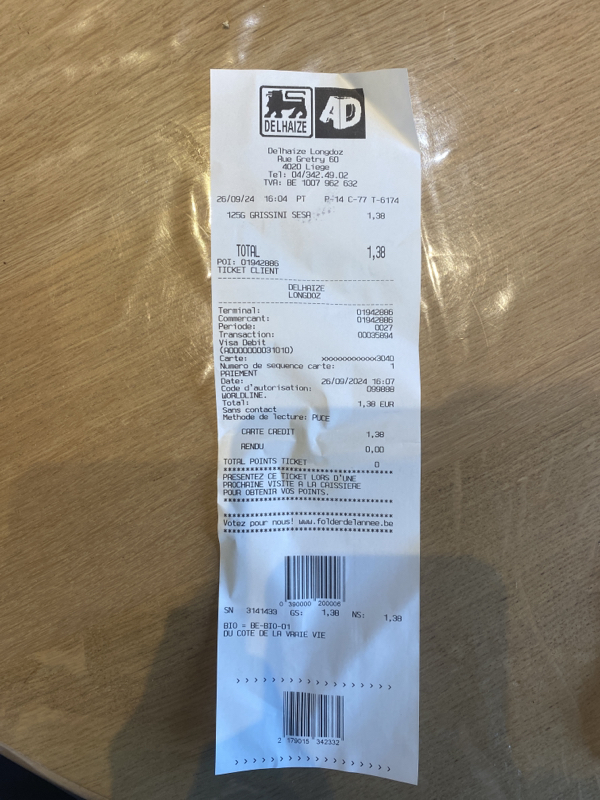 DELHAIZE
AD
Delhaize Longdoz
Rue Gretry 60
4020 Liege
Tel: 04/342.49.02
TVA: BE 1007 962 632
26/09/24 16:04 PT P-14 C-77 T-6174
125G GRISSINI SESA 1,38
TOTAL 1,38
POI: 01942886
TICKET CLIENT
DELHAIZE
LONGDOZ
Terminal: 01942886
Commercant: 01942886
Periode: 0027
Transaction: 00035894
Visa Debit
(A0000000031010)
Carte: xxxxxxxxxxxx3040
Numero de sequence carte: 1
PAIEMENT
Date: 26/09/2024 16:07
Code d'autorisation: 099888
WORLDLINE.
Total: 1,38 EUR
Sans contact
Methode de lecture: PUCE
CARTE CREDIT 1,38
RENDU 0,00
TOTAL POINTS TICKET 0
****************************************
PRESENTEZ CE TICKET LORS D'UNE
PROCHAINE VISITE A LA CAISSIERE
POUR OBTENIR VOS POINTS.
****************************************
****************************************
Votez pour nous! www.folderdelannee.be
****************************************
0 390000 200006
SN 3141433 GS: 1,38 NS: 1,38
BIO = BE-BIO-01
DU COTE DE LA VRAIE VIE
> > > > > > > > > > > > > > > > >
2 179015 342332
> > > > > > > > > > > > > > > > >